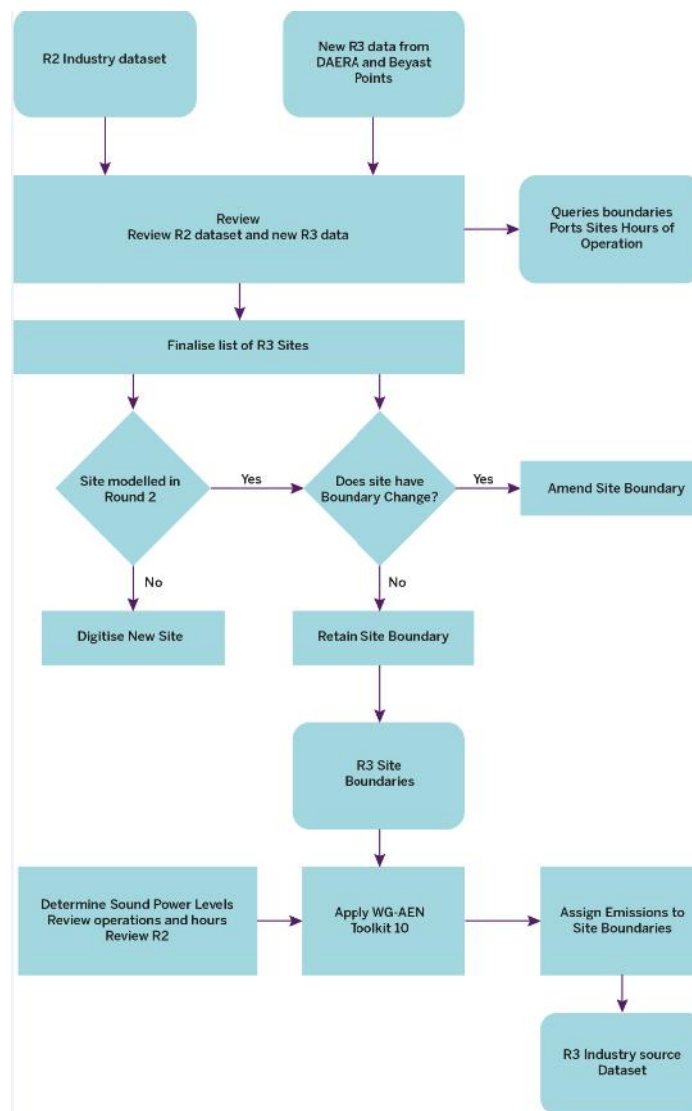 R2 Industry dataset
New R3 data from
DAERA and Beyast
Points
Review
Review R2 dataset and new R3 data
Queries boundaries
Ports Sites Hours of
Operation
Finalise list of R3 Sites
Site modelled in
Round 2
Yes
Does site have
Boundary Change?
Yes
Amend Site Boundary
No
No
Digitise New Site
Retain Site Boundary
R3 Site
Boundaries
Determine Sound Power Levels
Review operations and hours
Review R2
Apply WG-AEN
Toolkit 10
Assign Emissions to
Site Boundaries
R3 Industry source
Dataset